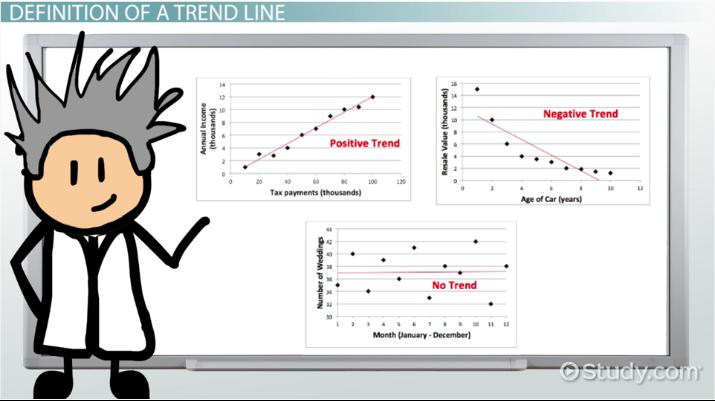 DEFINITION OF A TREND LINE
Annual Income
(thousands)
14
12
10
8
6
4
2
0
Positive Trend
0 20 40 60 80 100 120
Tax payments (thousands)
Resale Value (thousands)
16
14
12
10
8
6
4
2
0
Negative Trend
0 2 4 6 8 10 12
Age of Car (years)
Number of Weddings
44
42
40
38
36
34
32
30
No Trend
1 2 3 4 5 6 7 8 9 10 11 12
Month (January - December)
Study.com